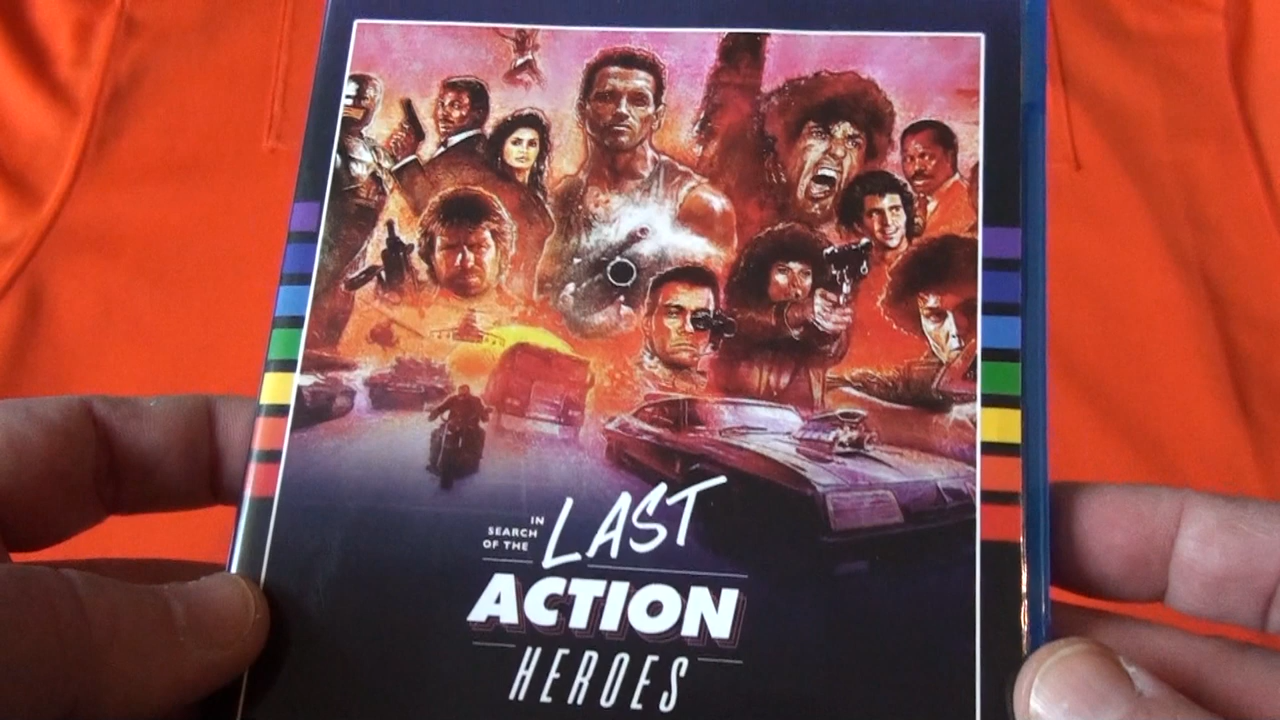 IN
SEARCH
OF THE
LAST
ACTION
HEROES